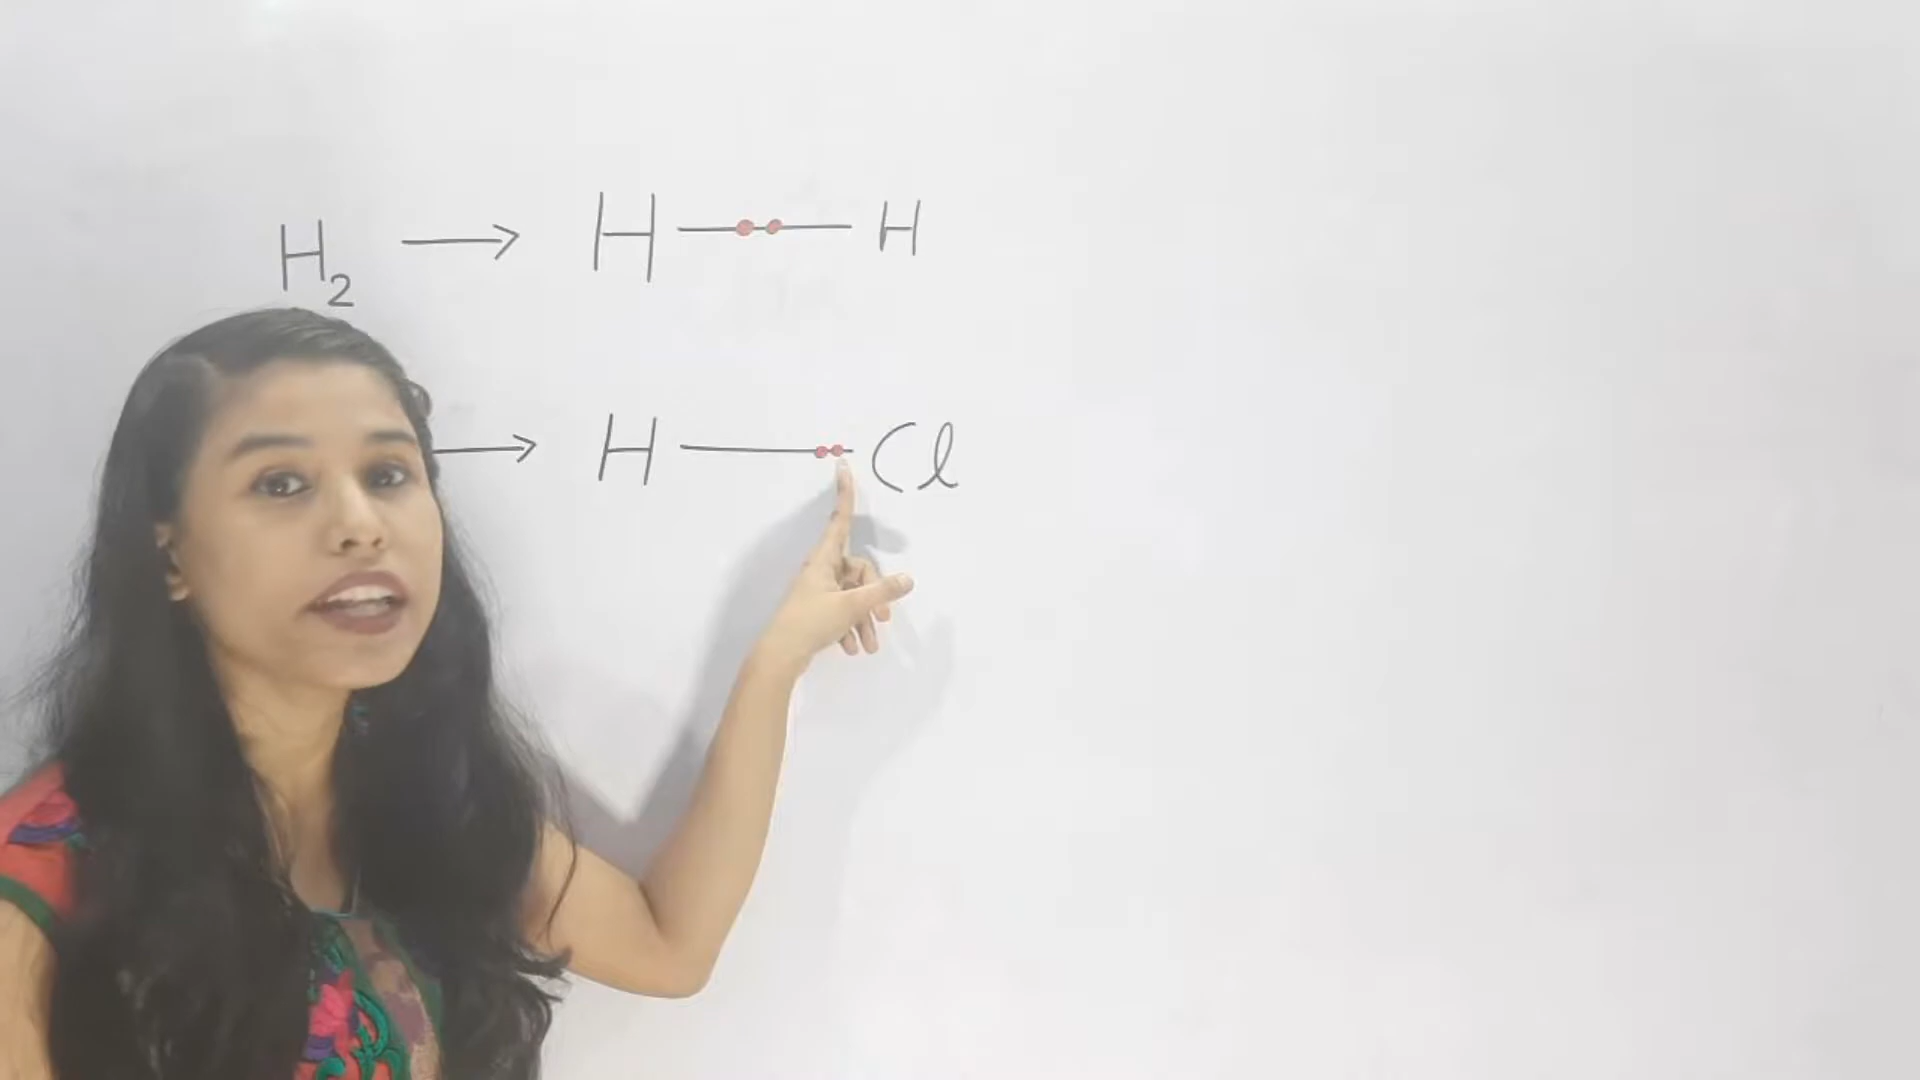 H₂ → H — H
→ H — Cl